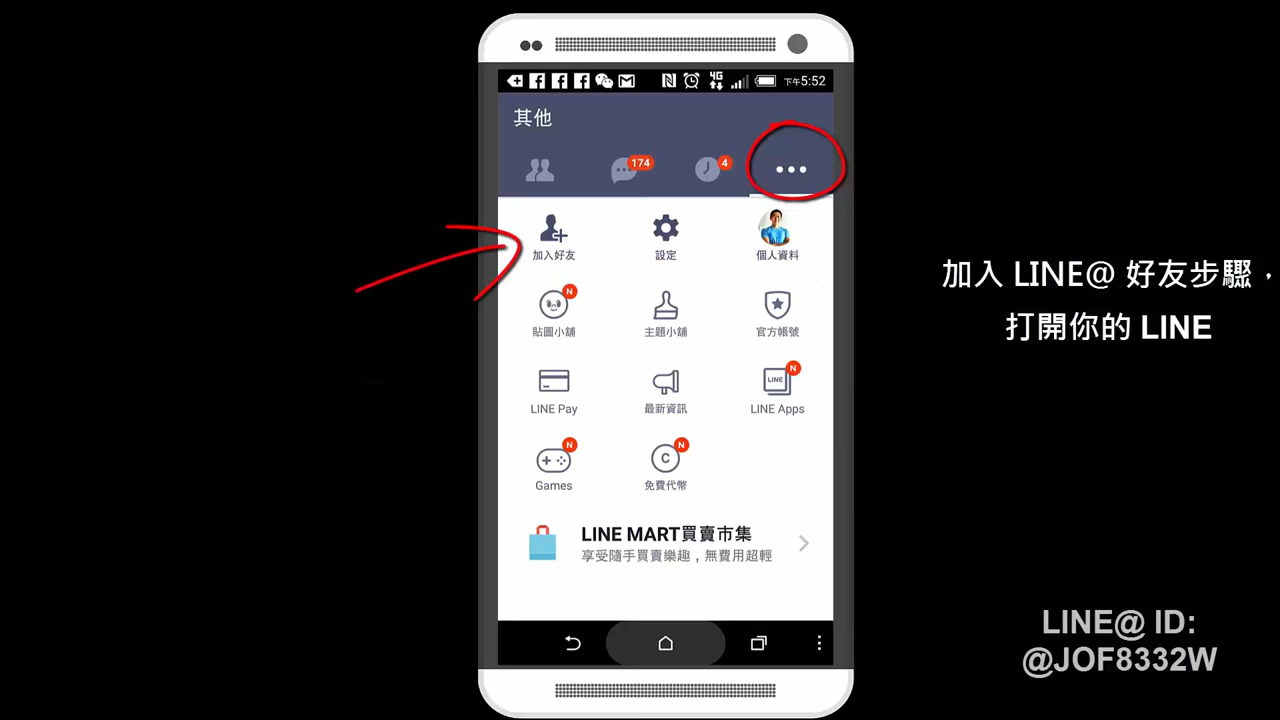 下午5:52
其他
174
4
加入好友
設定
個人資料
N
貼圖小舖
主題小舖
官方帳號
LINE
N
LINE Pay
最新資訊
LINE Apps
N
N
C
Games
免費代幣
LINE MART買賣市集
享受隨手買賣樂趣，無費用超輕
加入 LINE@ 好友步驟，
打開你的 LINE
LINE@ ID:
@JOF8332W